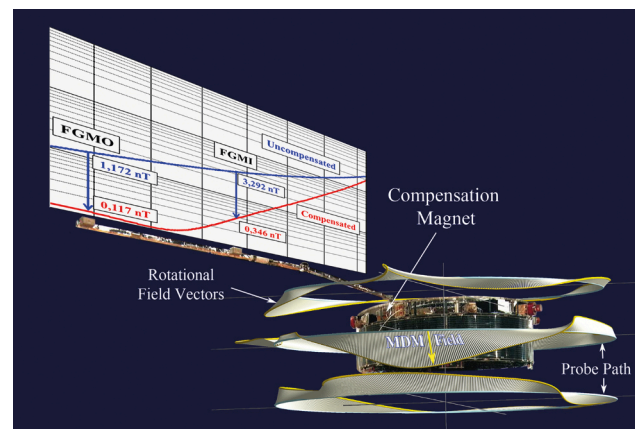 FGMO
FGMI
Uncompensated
1,172 nT
3,292 nT
0,117 nT
Compensated
0,346 nT
Compensation
Magnet
Rotational
Field Vectors
MDM Field
Probe Path